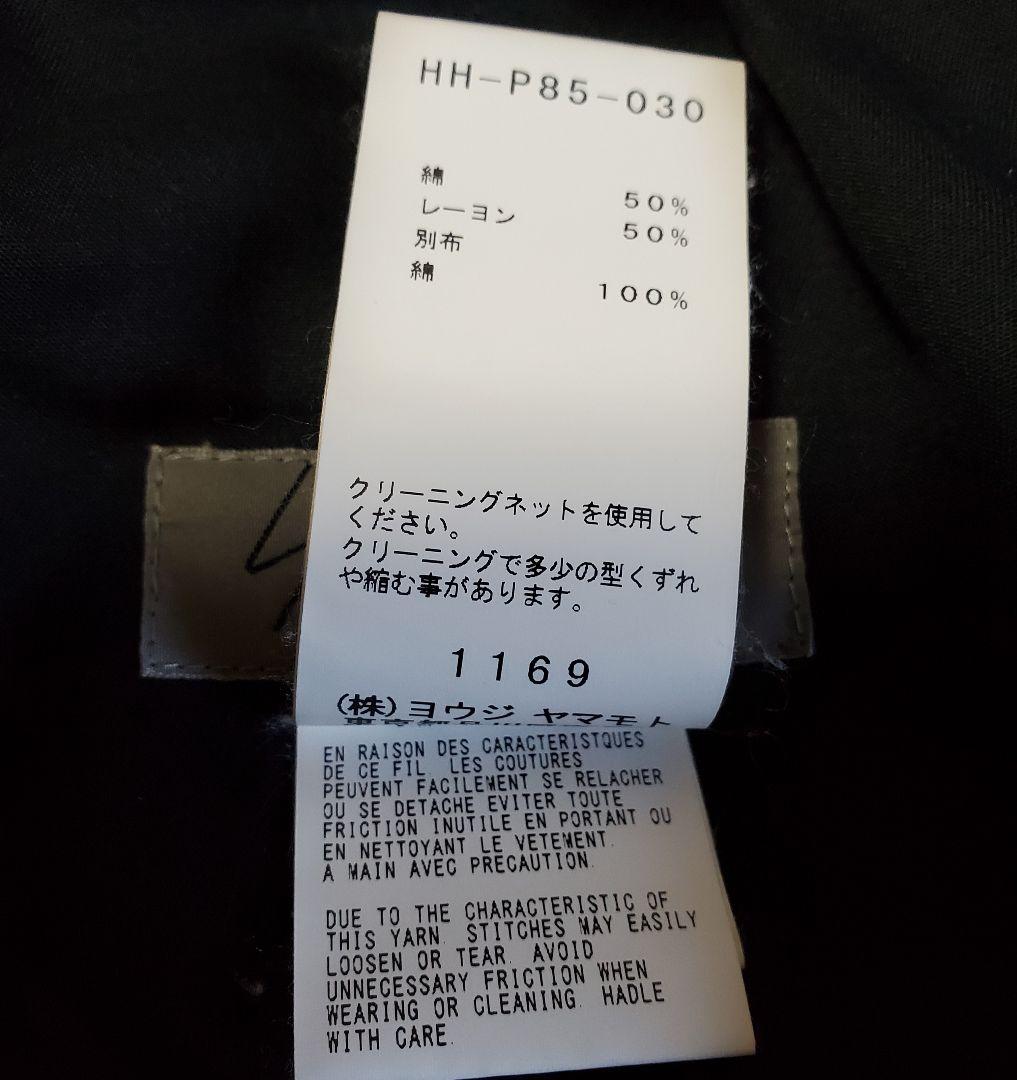 HH-P85-030
綿
50%
レーヨン
50%
別布
綿
100%
クリーニングネットを使用して
ください。
クリーニングで多少の型くずれ
や縮む事があります。
1169
(株)ヨウジ ヤマモト
EN RAISON DES CARACTERISTQUES
DE CE FIL LES COUTURES
PEUVENT FACILEMENT SE RELACHER
OU SE DETACHE EVITER TOUTE
FRICTION INUTILE EN PORTANT OU
EN NETTOYANT LE VETEMENT.
A MAIN AVEC PRECAUTION.
DUE TO THE CHARACTERISTIC OF
THIS YARN. STITCHES MAY EASILY
LOOSEN OR TEAR. AVOID
UNNECESSARY FRICTION WHEN
WEARING OR CLEANING. HADLE
WITH CARE.